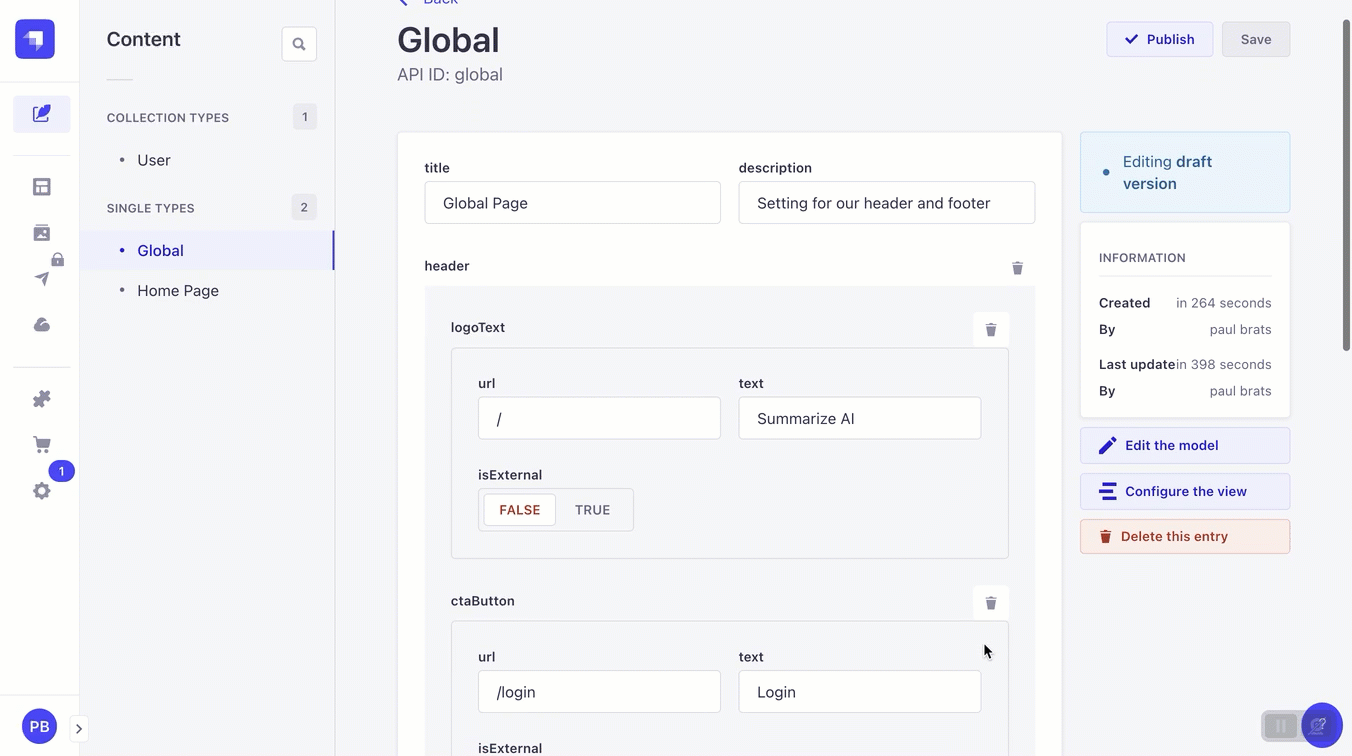 Back
Content
Global
API ID: global
Publish
Save
COLLECTION TYPES 1
User
SINGLE TYPES 2
Global
Home Page
title
Global Page
description
Setting for our header and footer
header
logoText
url
/
text
Summarize AI
isExternal
FALSE TRUE
ctaButton
url
/login
text
Login
isExternal
Editing draft
version
INFORMATION
Created in 264 seconds
By paul brats
Last update in 398 seconds
By paul brats
Edit the model
Configure the view
Delete this entry
1
PB
?